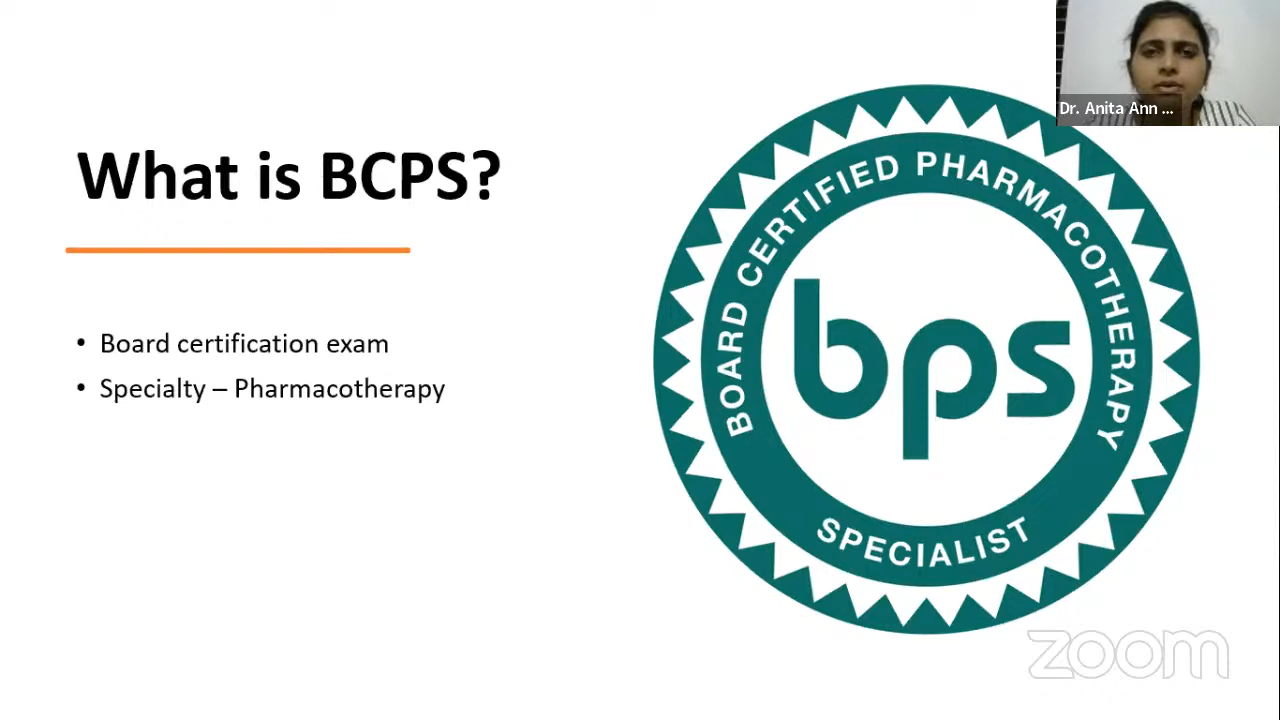 What is BCPS?
• Board certification exam
• Specialty – Pharmacotherapy
BOARD CERTIFIED PHARMACOTHERAPY
bps
SPECIALIST
Dr. Anita Ann ...
zoom